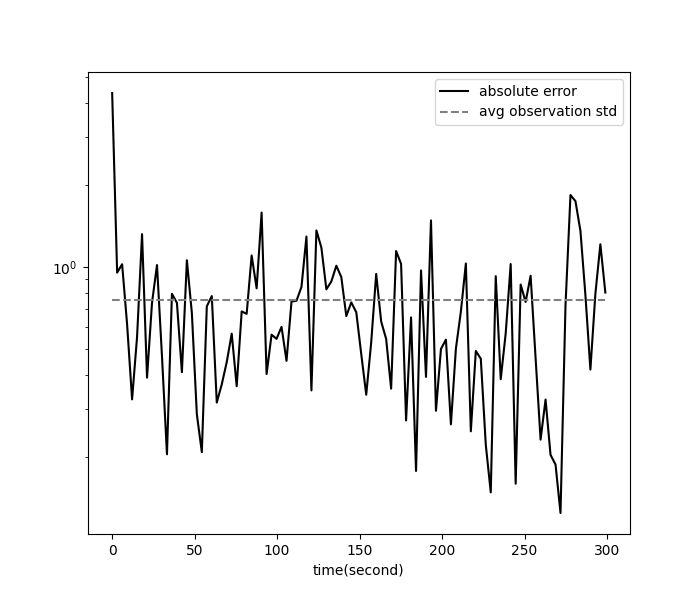 absolute error
avg observation std
10⁰
0 50 100 150 200 250 300
time(second)